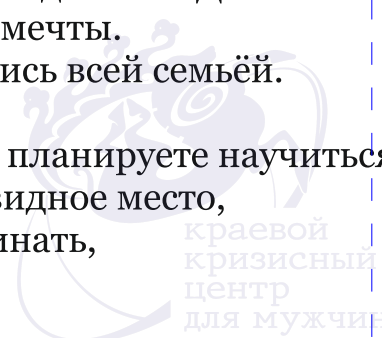 мечты.
ись всей семьёй.
планируете научиться
видное место,
инать,
краевой
кризисный
центр
для мужчин